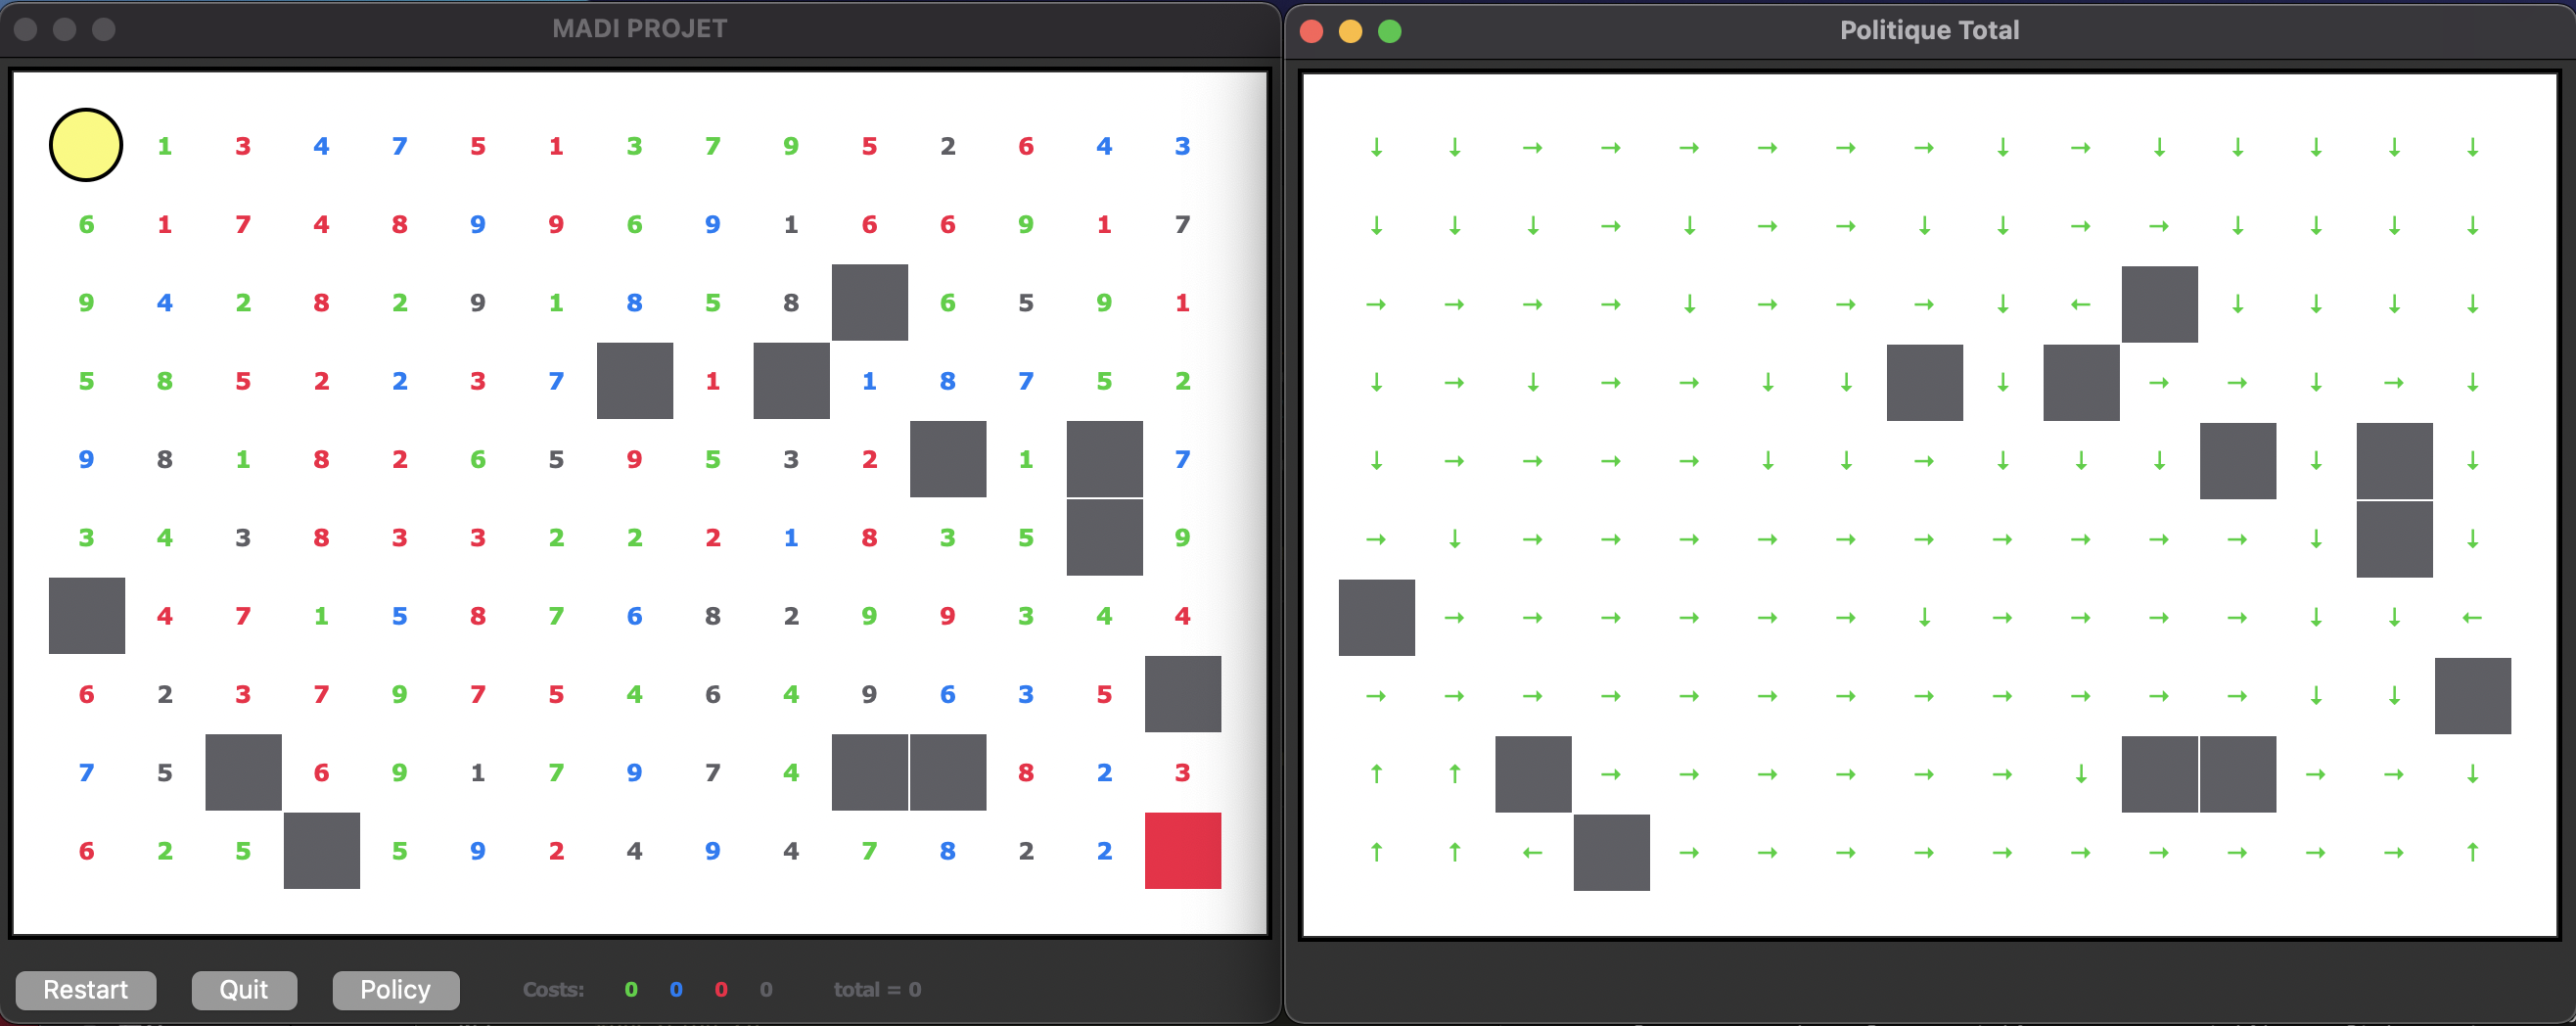 MADI PROJET
1 3 4 7 5 1 3 7 9 5 2 6 4 3
6 1 7 4 8 9 9 6 9 1 6 6 9 1 7
9 4 2 8 2 9 1 8 5 8 6 5 9 1
5 8 5 2 2 3 7 1 1 8 7 5 2
9 8 1 8 2 6 5 9 5 3 2 1 7
3 4 3 8 3 3 2 2 2 1 8 3 5 9
4 7 1 5 8 7 6 8 2 9 9 3 4 4
6 2 3 7 9 7 5 4 6 4 9 6 3 5
7 5 6 9 1 7 9 7 4 8 2 3
6 2 5 5 9 2 4 9 4 7 8 2 2
Restart Quit Policy Costs: 0 0 0 0 total = 0
Politique Total
↓ ↓ → → → → → → ↓ → ↓ ↓ ↓ ↓ ↓
↓ ↓ ↓ → ↓ → → ↓ ↓ → → ↓ ↓ ↓ ↓
→ → → → ↓ → → → ↓ ← ↓ ↓ ↓ ↓
↓ → ↓ → → ↓ ↓ ↓ → → ↓ → ↓
↓ → → → → ↓ ↓ → ↓ ↓ ↓ ↓ ↓
→ ↓ → → → → → → → → → → ↓ ↓
→ → → → → → ↓ → → → → ↓ ↓ ←
→ → → → → → → → → → → → ↓ ↓
↑ ↑ → → → → → → ↓ → → ↓
↑ ↑ ← → → → → → → → → → → ↑